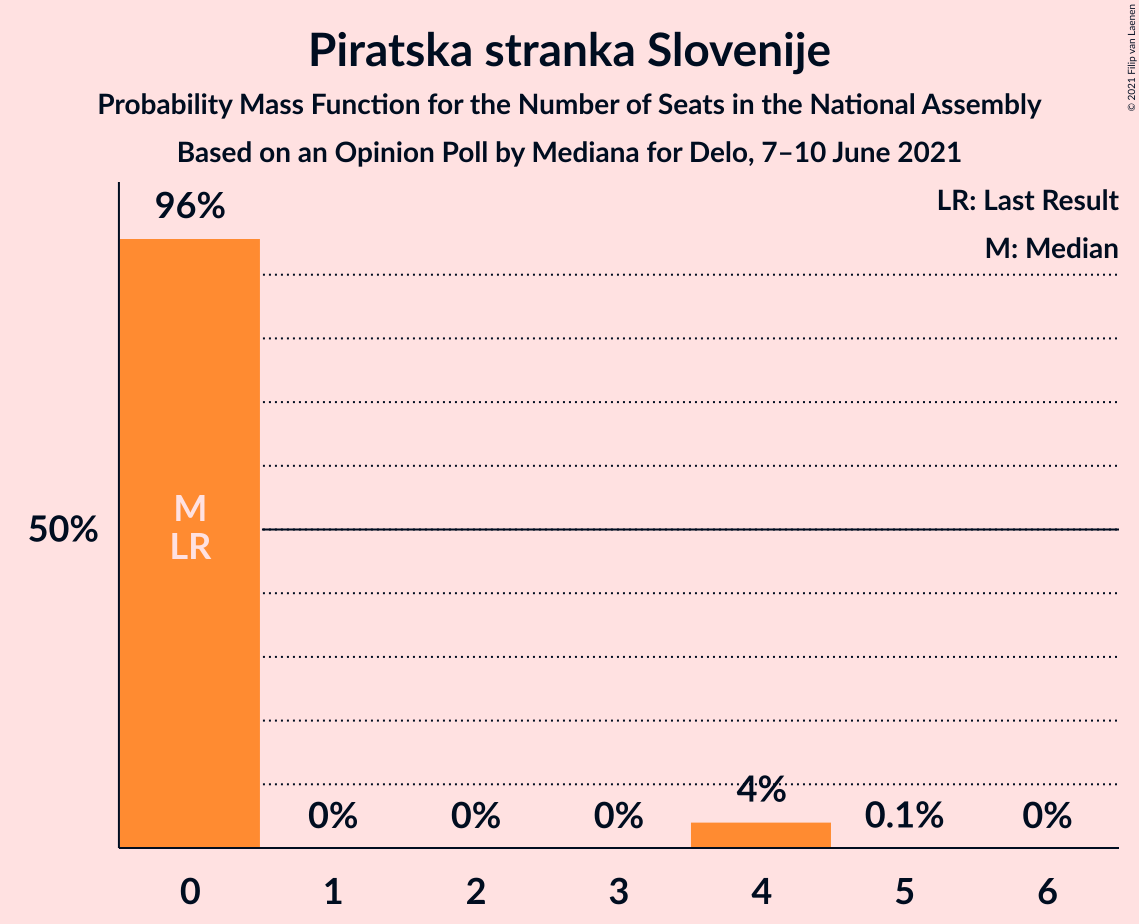 Piratska stranka Slovenije
Probability Mass Function for the Number of Seats in the National Assembly
Based on an Opinion Poll by Mediana for Delo, 7–10 June 2021
© 2021 Filip van Laenen
LR: Last Result
M: Median
96%
M
LR
50%
0%
0%
0%
4%
0.1%
0%
0 1 2 3 4 5 6